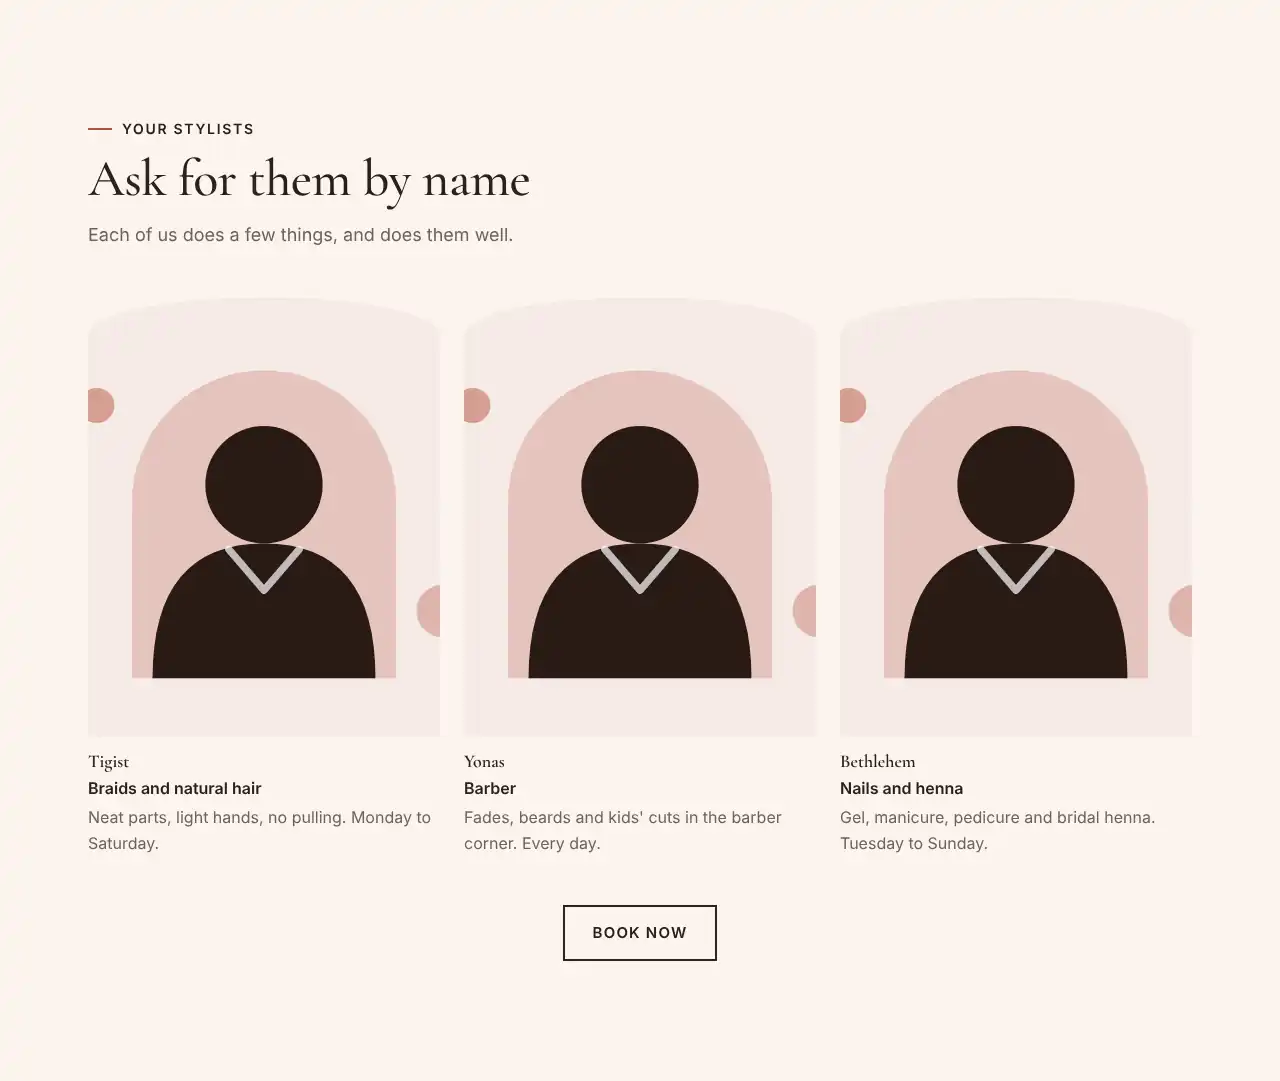 YOUR STYLISTS
Ask for them by name
Each of us does a few things, and does them well.
Tigist
Braids and natural hair
Neat parts, light hands, no pulling. Monday to
Saturday.
Yonas
Barber
Fades, beards and kids' cuts in the barber
corner. Every day.
Bethlehem
Nails and henna
Gel, manicure, pedicure and bridal henna.
Tuesday to Sunday.
BOOK NOW